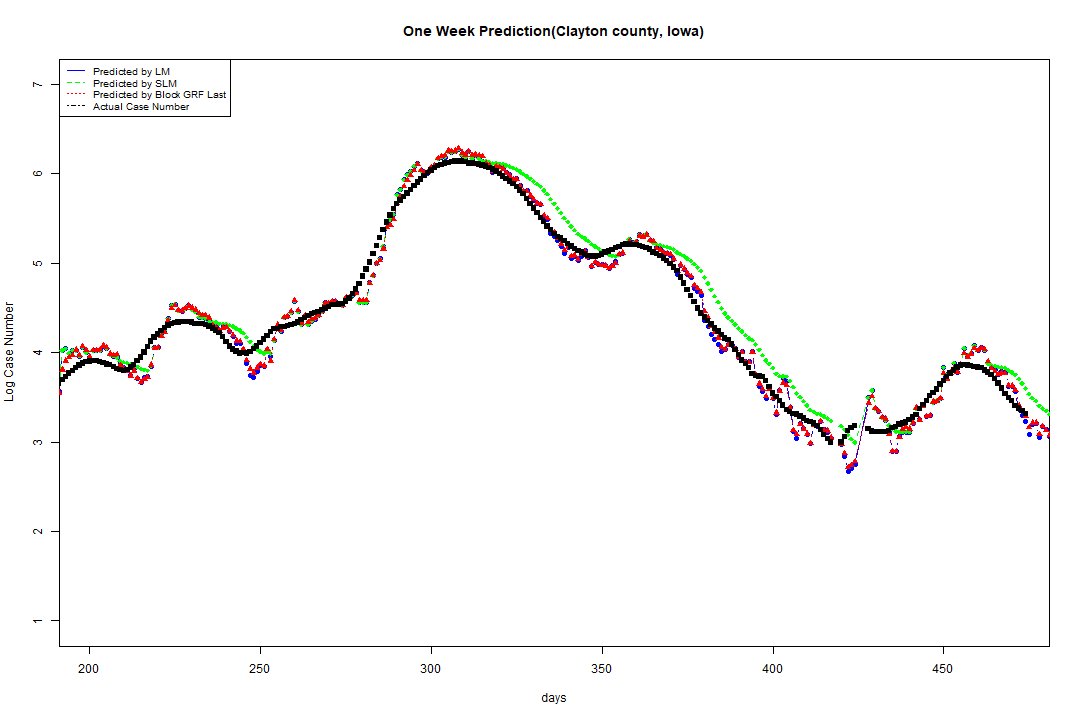 One Week Prediction(Clayton county, Iowa)
Predicted by LM
Predicted by SLM
Predicted by Block GRF Last
Actual Case Number
7
6
5
4
3
2
1
Log Case Number
200 250 300 350 400 450
days